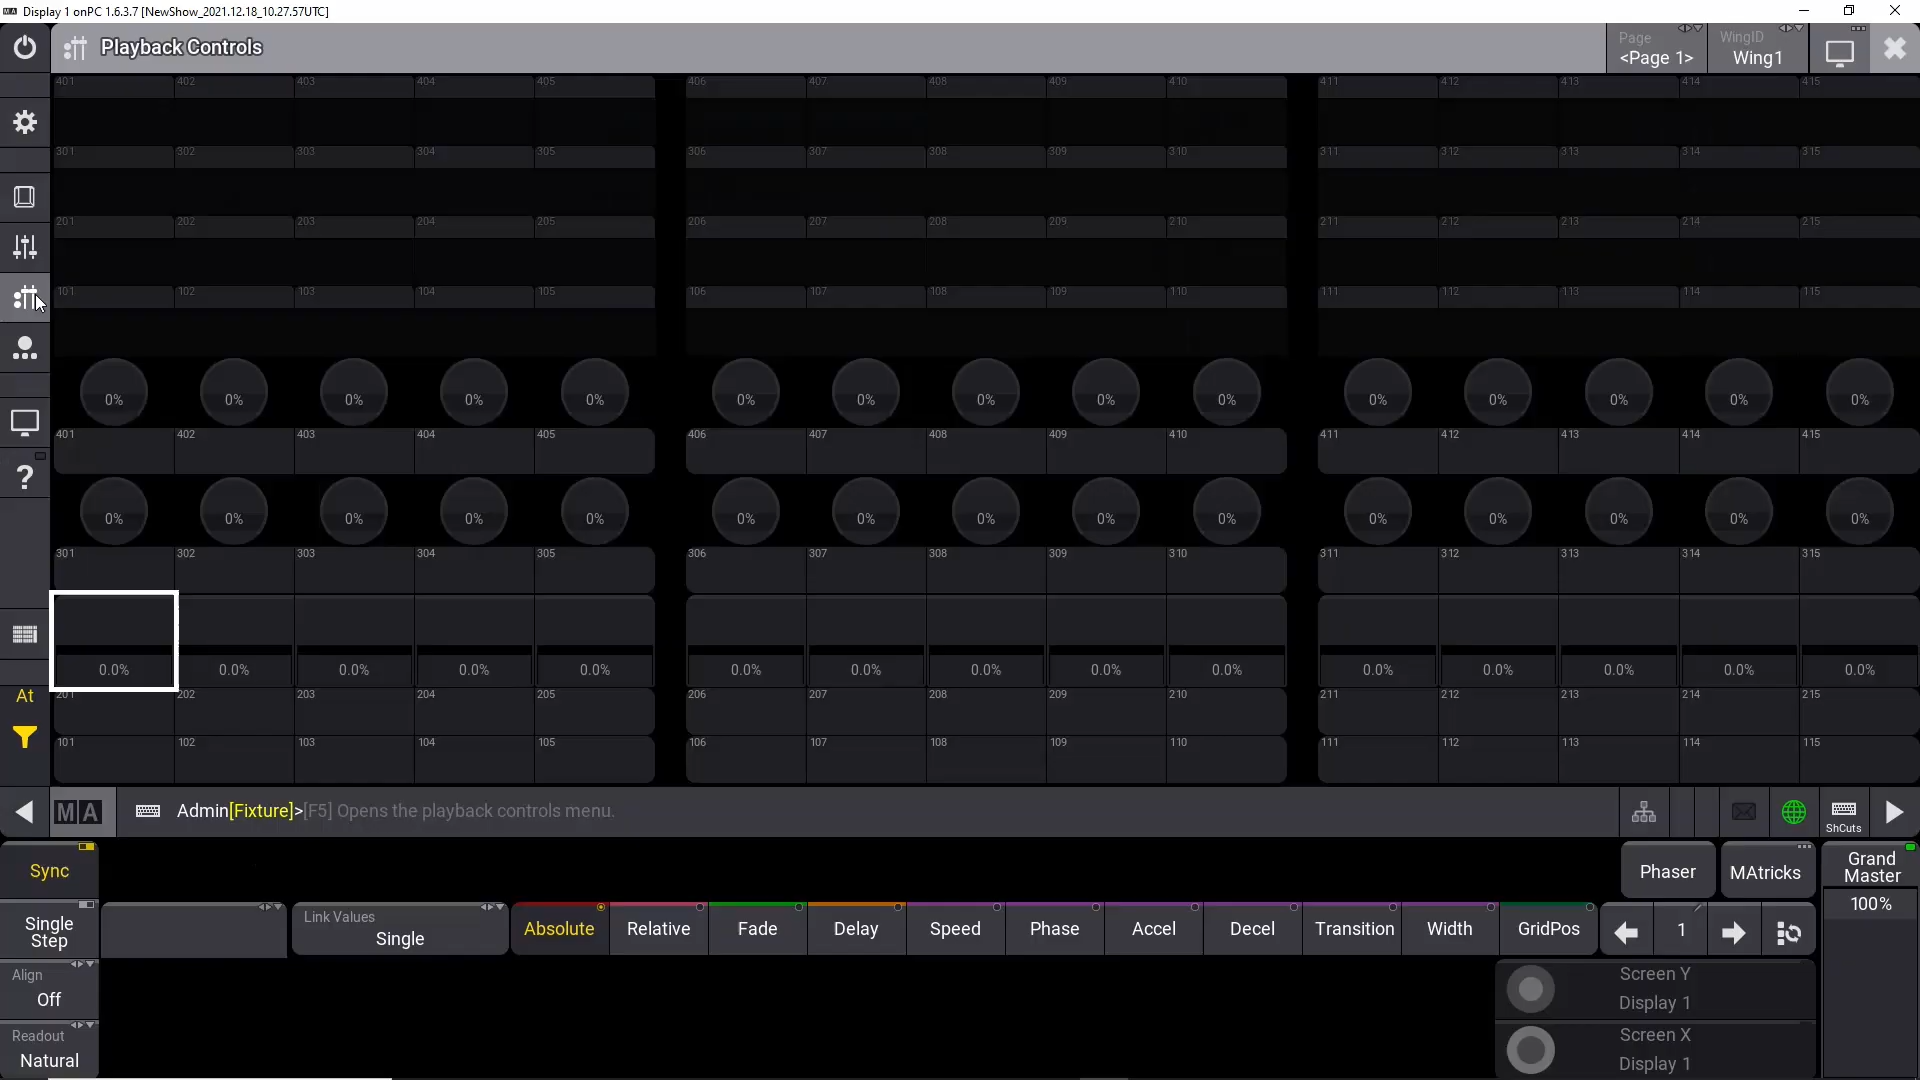 MA Display 1 onPC 1.6.3.7 [NewShow_2021.12.18_10.27.57UTC]
Playback Controls
Page
<Page 1>
WingID
Wing1
401 402 403 404 405 406 407 408 409 410 411 412 413 414 415
301 302 303 304 305 306 307 308 309 310 311 312 313 314 315
201 202 203 204 205 206 207 208 209 210 211 212 213 214 215
101 102 103 104 105 106 107 108 109 110 111 112 113 114 115
0% 0% 0% 0% 0% 0% 0% 0% 0% 0% 0% 0% 0% 0% 0%
401 402 403 404 405 406 407 408 409 410 411 412 413 414 415
0% 0% 0% 0% 0% 0% 0% 0% 0% 0% 0% 0% 0% 0% 0%
301 302 303 304 305 306 307 308 309 310 311 312 313 314 315
0.0% 0.0% 0.0% 0.0% 0.0% 0.0% 0.0% 0.0% 0.0% 0.0% 0.0% 0.0% 0.0% 0.0% 0.0%
201 202 203 204 205 206 207 208 209 210 211 212 213 214 215
101 102 103 104 105 106 107 108 109 110 111 112 113 114 115
?
At
MA
Admin[Fixture]>[F5] Opens the playback controls menu.
ShCuts
Sync
Phaser
MAtricks
Grand
Master
100%
Single
Step
Link Values
Single
Absolute Relative Fade Delay Speed Phase Accel Decel Transition Width GridPos
1
Align
Off
Screen Y
Display 1
Readout
Natural
Screen X
Display 1